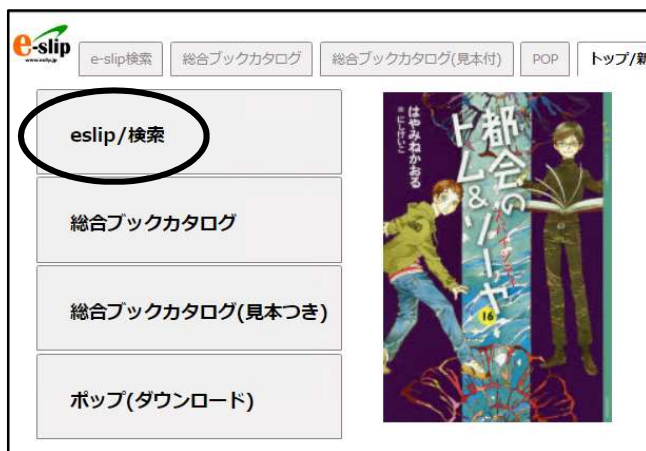 e-slip
www.eslip.jp
e-slip検索
総合ブックカタログ
総合ブックカタログ(見本付)
POP
トップ/新
eslip/検索
総合ブックカタログ
総合ブックカタログ(見本つき)
ポップ(ダウンロード)
都会の
トム&ソーヤ
16
はやみねかおる
にしけいこ